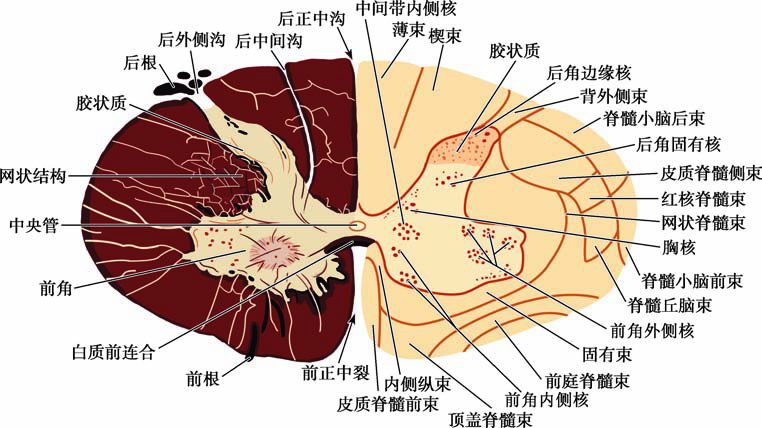 后正中沟
中间带内侧核
薄束
楔束
后外侧沟
后中间沟
后根
胶状质
胶状质
后角边缘核
背外侧束
脊髓小脑后束
后角固有核
网状结构
皮质脊髓侧束
红核脊髓束
中央管
网状脊髓束
胸核
前角
脊髓小脑前束
脊髓丘脑束
前角外侧核
白质前连合
固有束
前根
前正中裂
内侧纵束
前庭脊髓束
皮质脊髓前束
前角内侧核
顶盖脊髓束